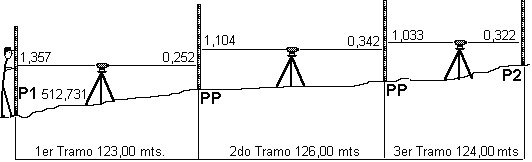 1,357 0,252 1,104 0,342 1,033 0,322
P1 512,731 PP PP P2
1er Tramo 123,00 mts. 2do Tramo 126,00 mts 3er Tramo 124,00 mts